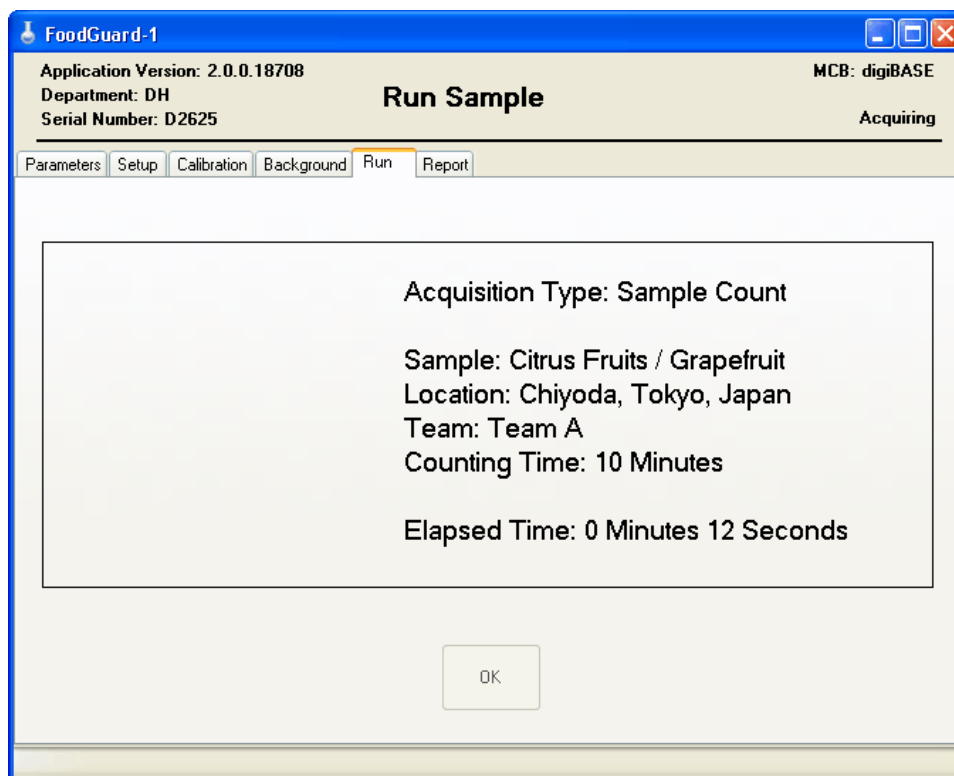 FoodGuard-1
Application Version: 2.0.0.18708
Department: DH
Serial Number: D2625
Run Sample
MCB: digiBASE
Acquiring
Parameters Setup Calibration Background Run Report
Acquisition Type: Sample Count
Sample: Citrus Fruits / Grapefruit
Location: Chiyoda, Tokyo, Japan
Team: Team A
Counting Time: 10 Minutes
Elapsed Time: 0 Minutes 12 Seconds
OK